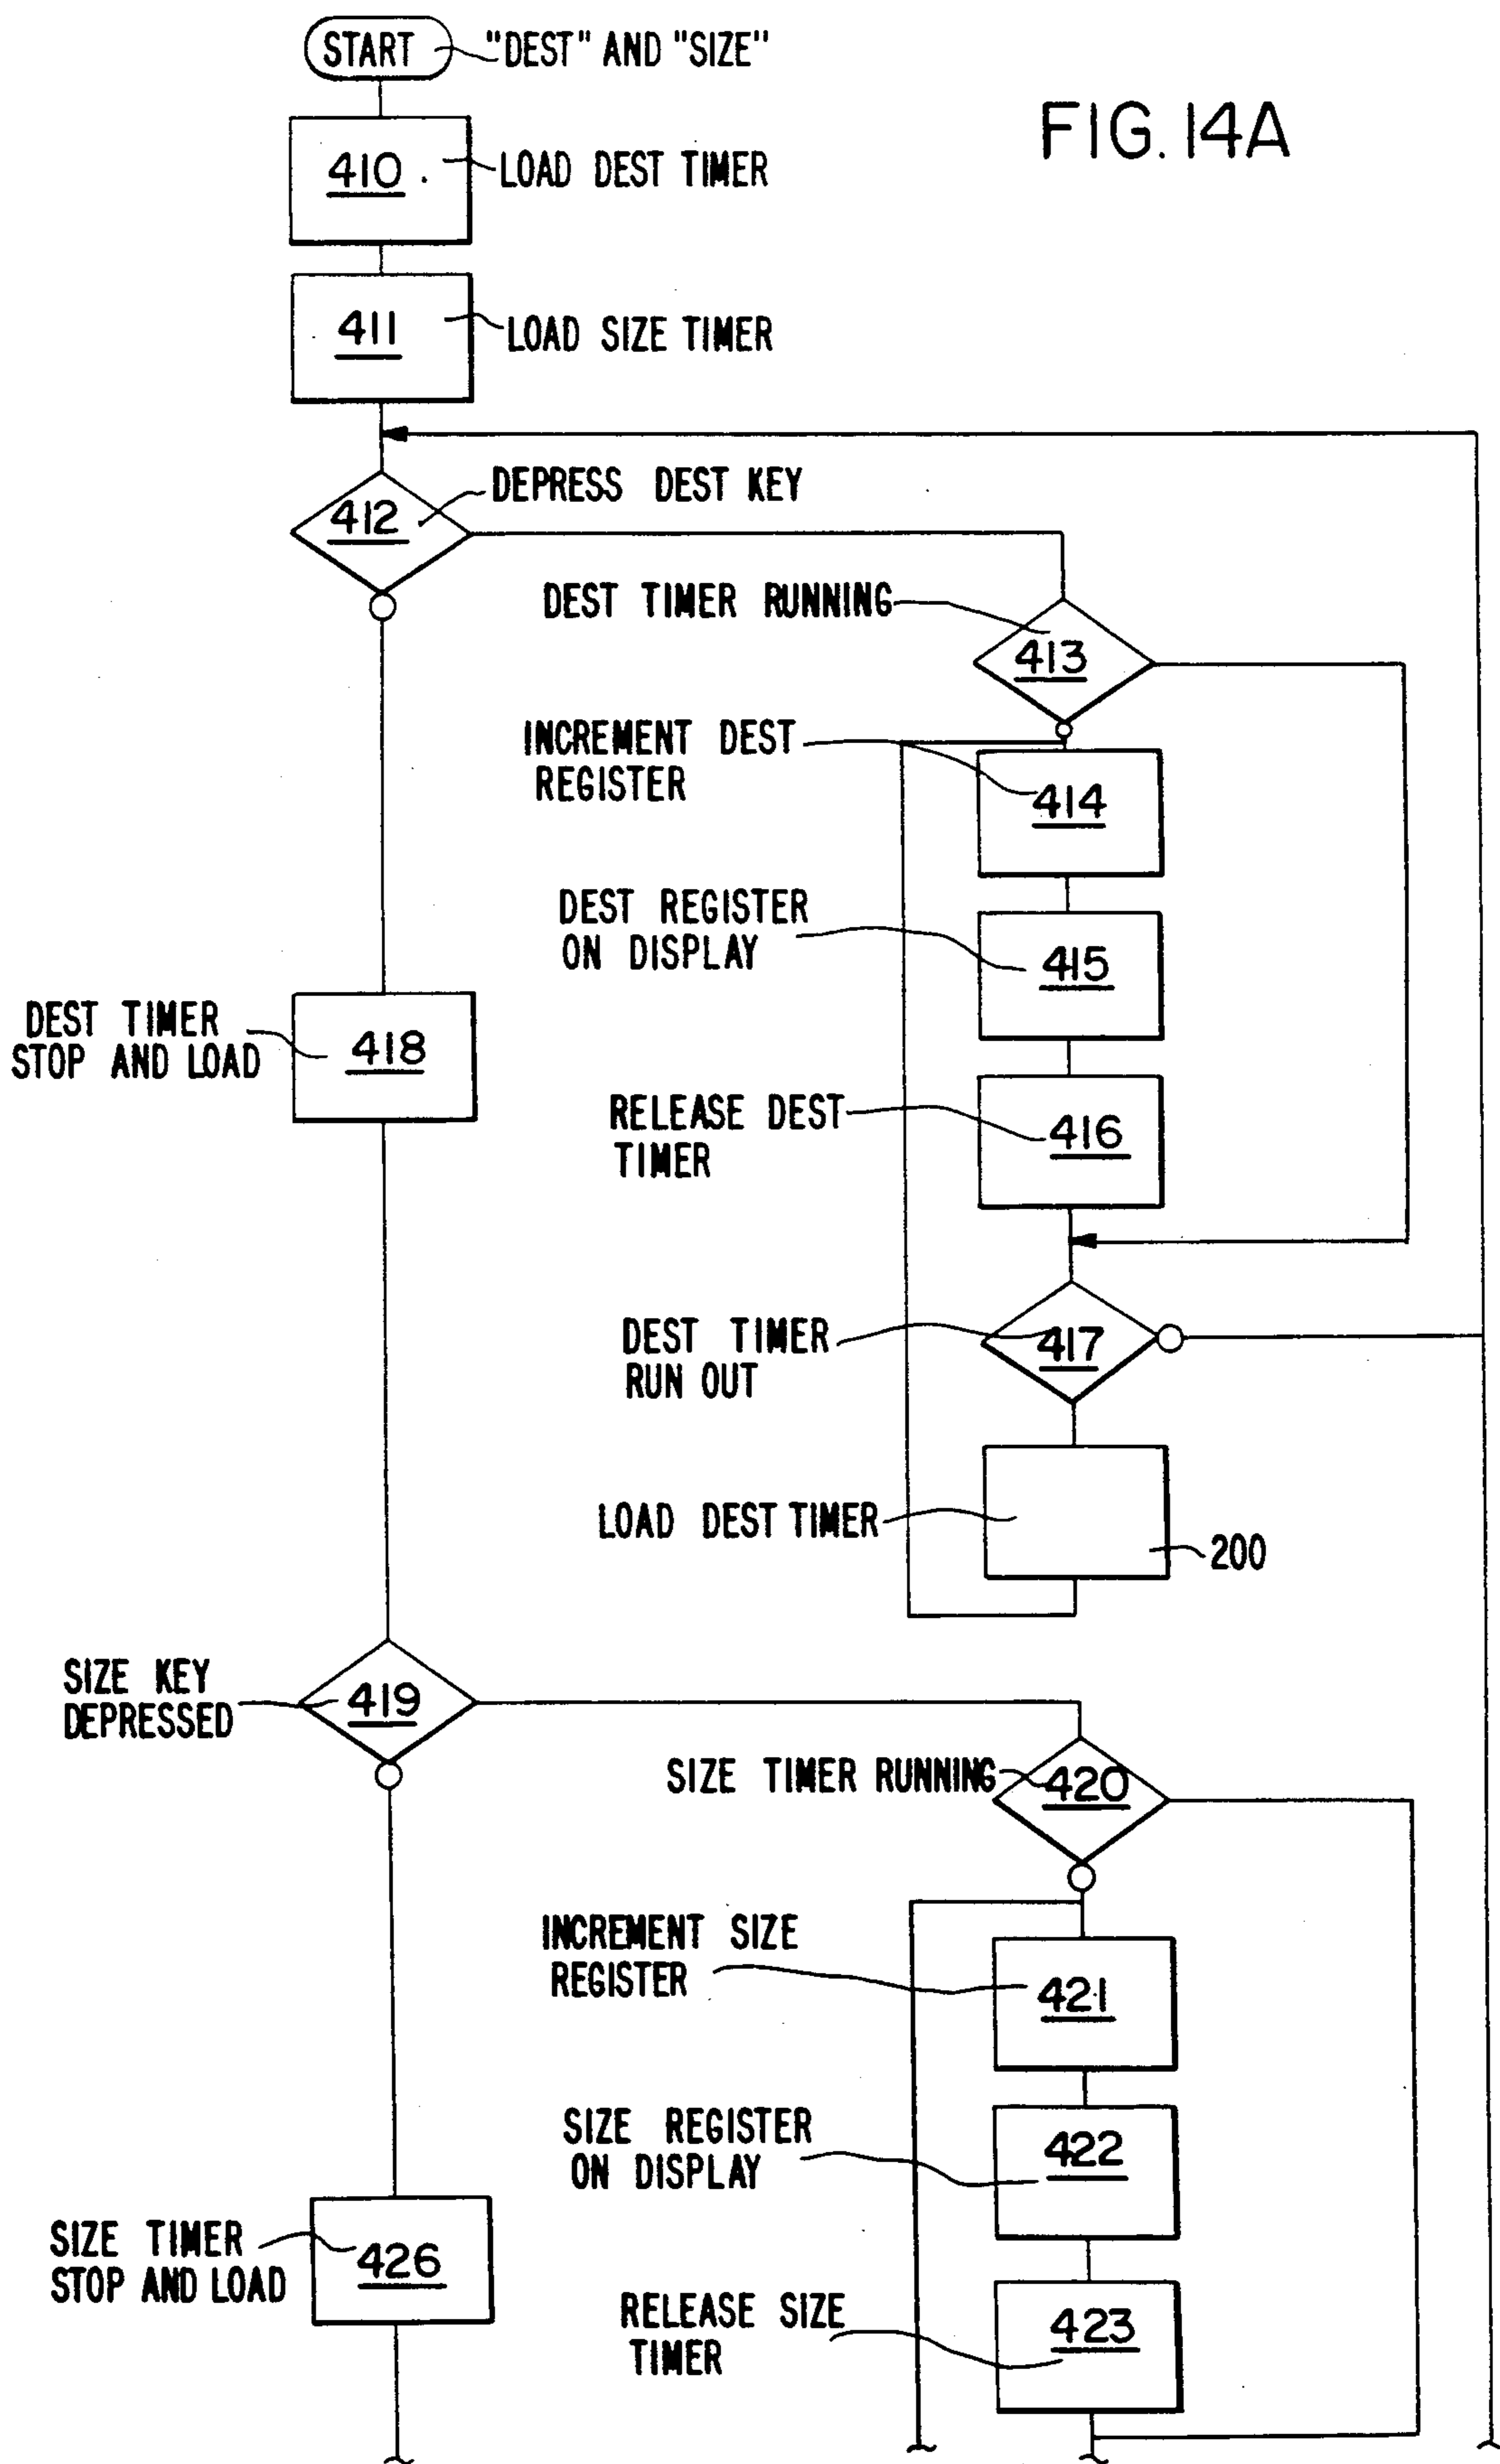 START
"DEST" AND "SIZE"
FIG. 14A
410
LOAD DEST TIMER
411
LOAD SIZE TIMER
412
DEPRESS DEST KEY
DEST TIMER RUNNING
413
INCREMENT DEST
REGISTER
414
DEST REGISTER
ON DISPLAY
415
DEST TIMER
STOP AND LOAD
418
RELEASE DEST
TIMER
416
DEST TIMER
RUN OUT
417
LOAD DEST TIMER
200
SIZE KEY
DEPRESSED
419
SIZE TIMER RUNNING
420
INCREMENT SIZE
REGISTER
421
SIZE REGISTER
ON DISPLAY
422
SIZE TIMER
STOP AND LOAD
426
RELEASE SIZE
TIMER
423